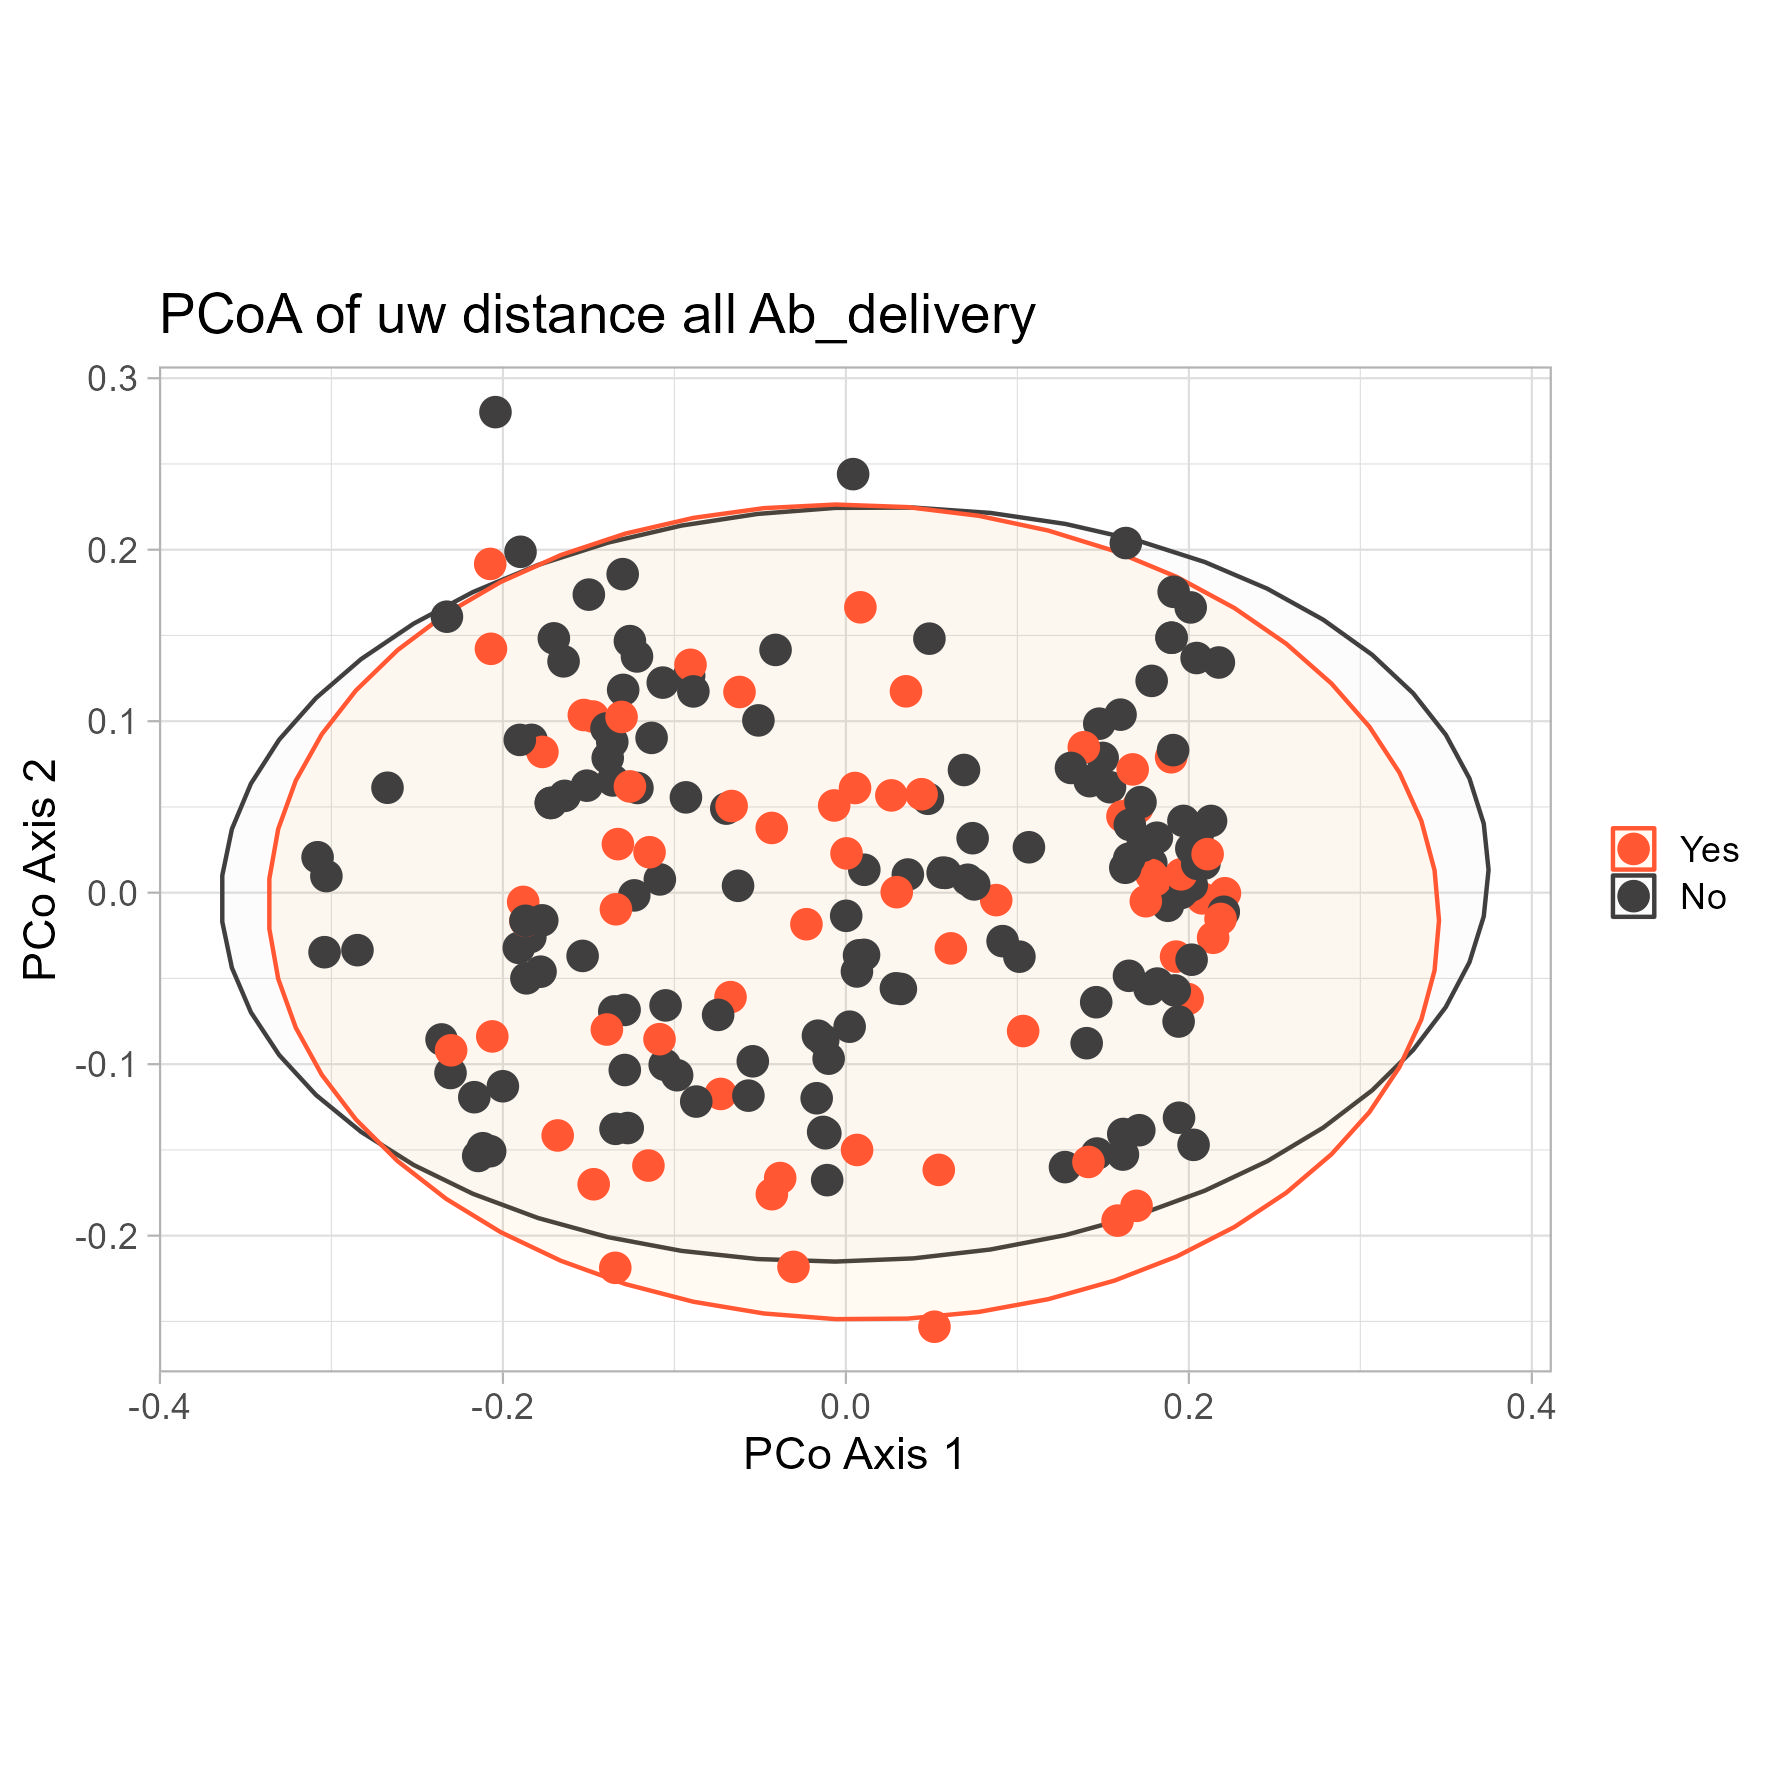 PCoA of uw distance all Ab_delivery
0.3
0.2
0.1
0.0
-0.1
-0.2
PCo Axis 2
-0.4
-0.2
0.0
0.2
0.4
PCo Axis 1
Yes
No